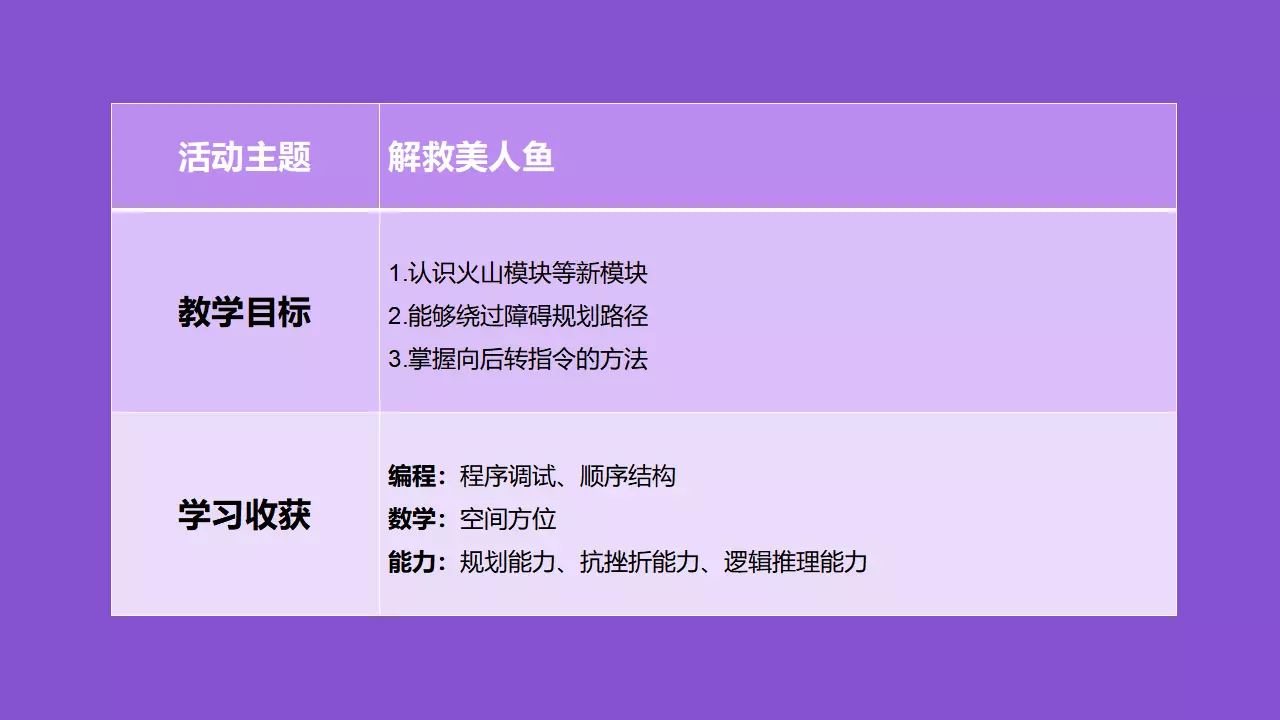 活动主题
解救美人鱼
教学目标
1.认识火山模块等新模块
2.能够绕过障碍规划路径
3.掌握向后转指令的方法
学习收获
编程：程序调试、顺序结构
数学：空间方位
能力：规划能力、抗挫折能力、逻辑推理能力